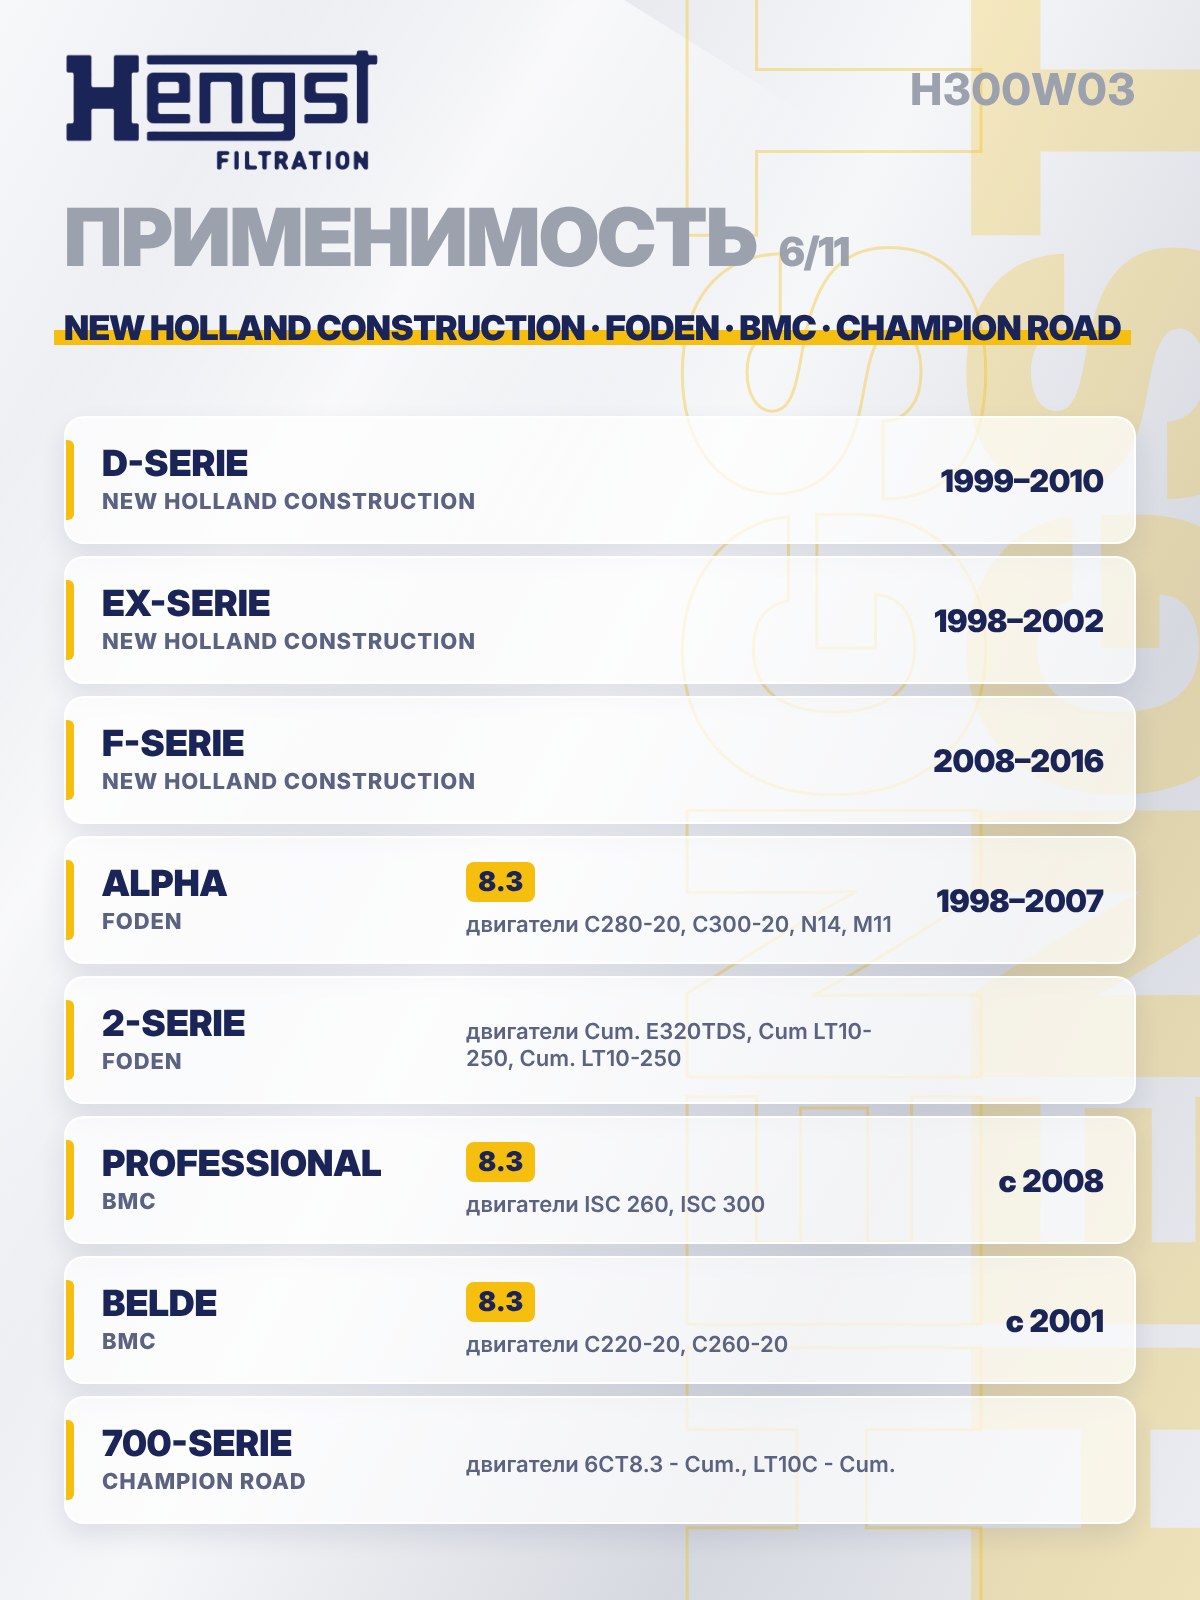 Hengst
FILTRATION
H300W03
ПРИМЕНИМОСТЬ 6/11
NEW HOLLAND CONSTRUCTION · FODEN · BMC · CHAMPION ROAD
D-SERIE
NEW HOLLAND CONSTRUCTION
1999–2010
EX-SERIE
NEW HOLLAND CONSTRUCTION
1998–2002
F-SERIE
NEW HOLLAND CONSTRUCTION
2008–2016
ALPHA
FODEN
8.3
двигатели C280-20, C300-20, N14, M11
1998–2007
2-SERIE
FODEN
двигатели Cum. E320TDS, Cum LT10-
250, Cum. LT10-250
PROFESSIONAL
BMC
8.3
двигатели ISC 260, ISC 300
с 2008
BELDE
BMC
8.3
двигатели C220-20, C260-20
с 2001
700-SERIE
CHAMPION ROAD
двигатели 6CT8.3 - Cum., LT10C - Cum.
HENGST
HENGST